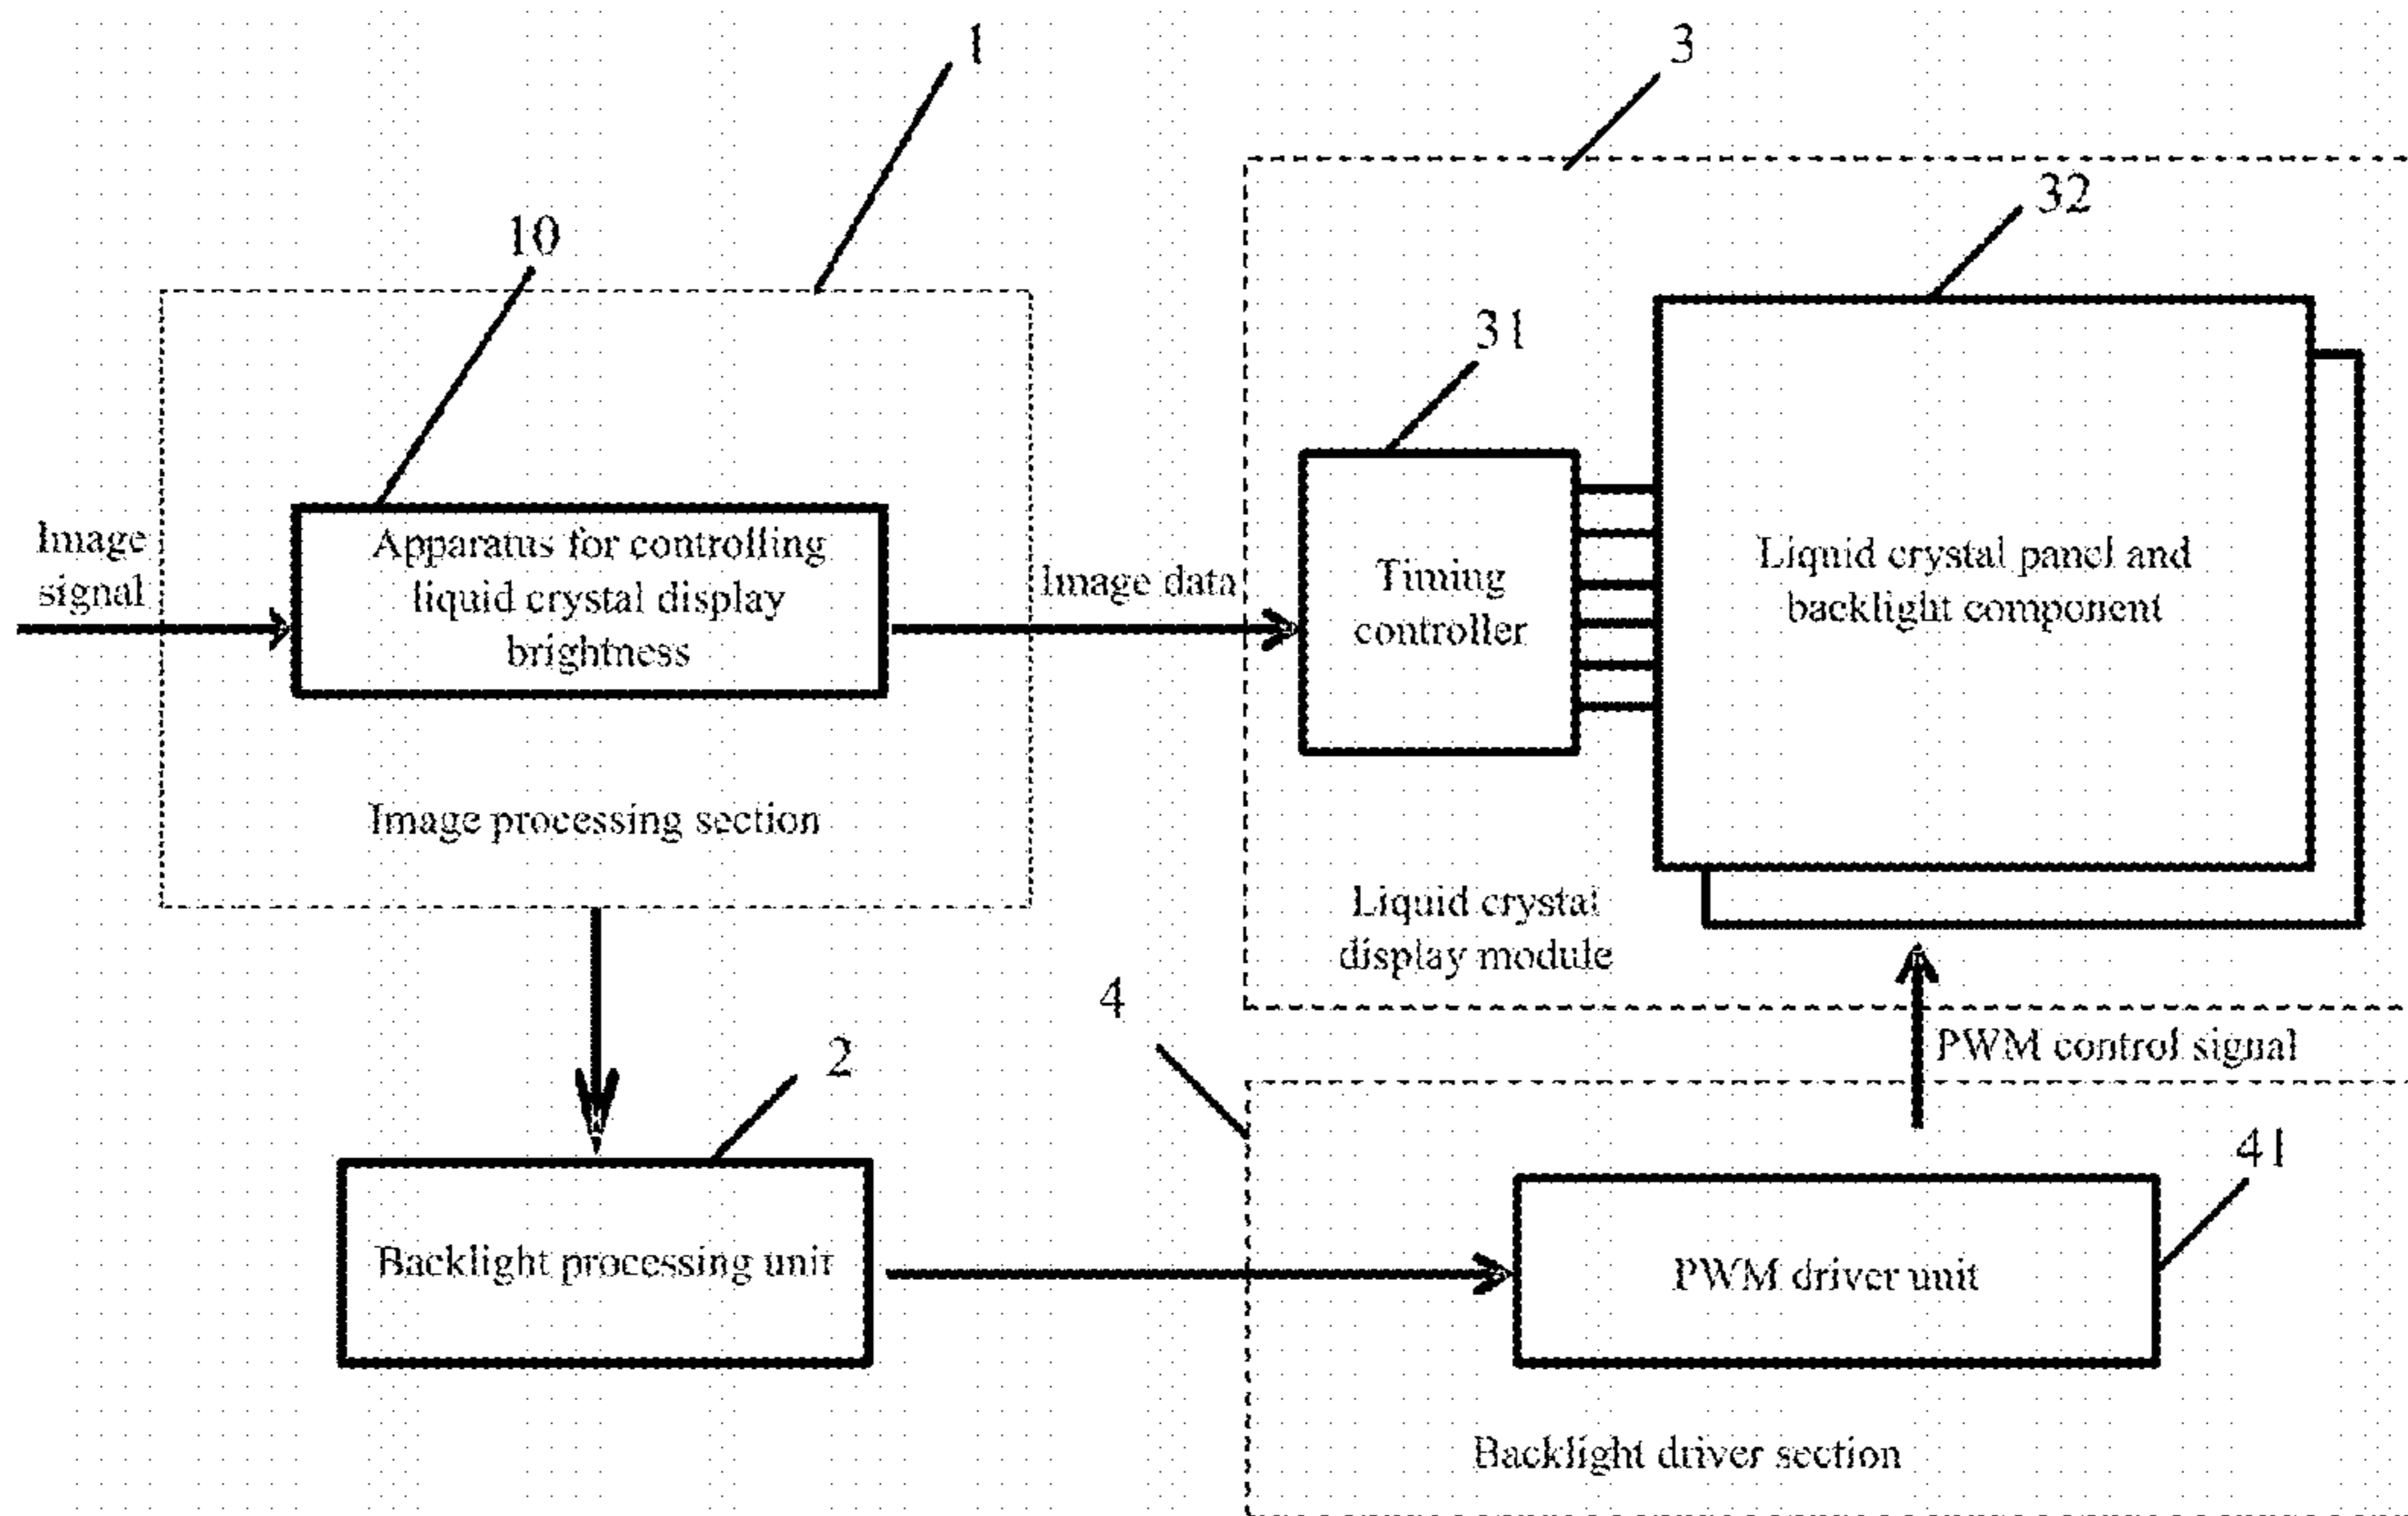 1
3
32
10
31
Image
signal
Apparatus for controlling
liquid crystal display
brightness
Image data
Timing
controller
Liquid crystal panel and
backlight component
Image processing section
Liquid crystal
display module
4
2
PWM control signal
41
Backlight processing unit
PWM driver unit
Backlight driver section